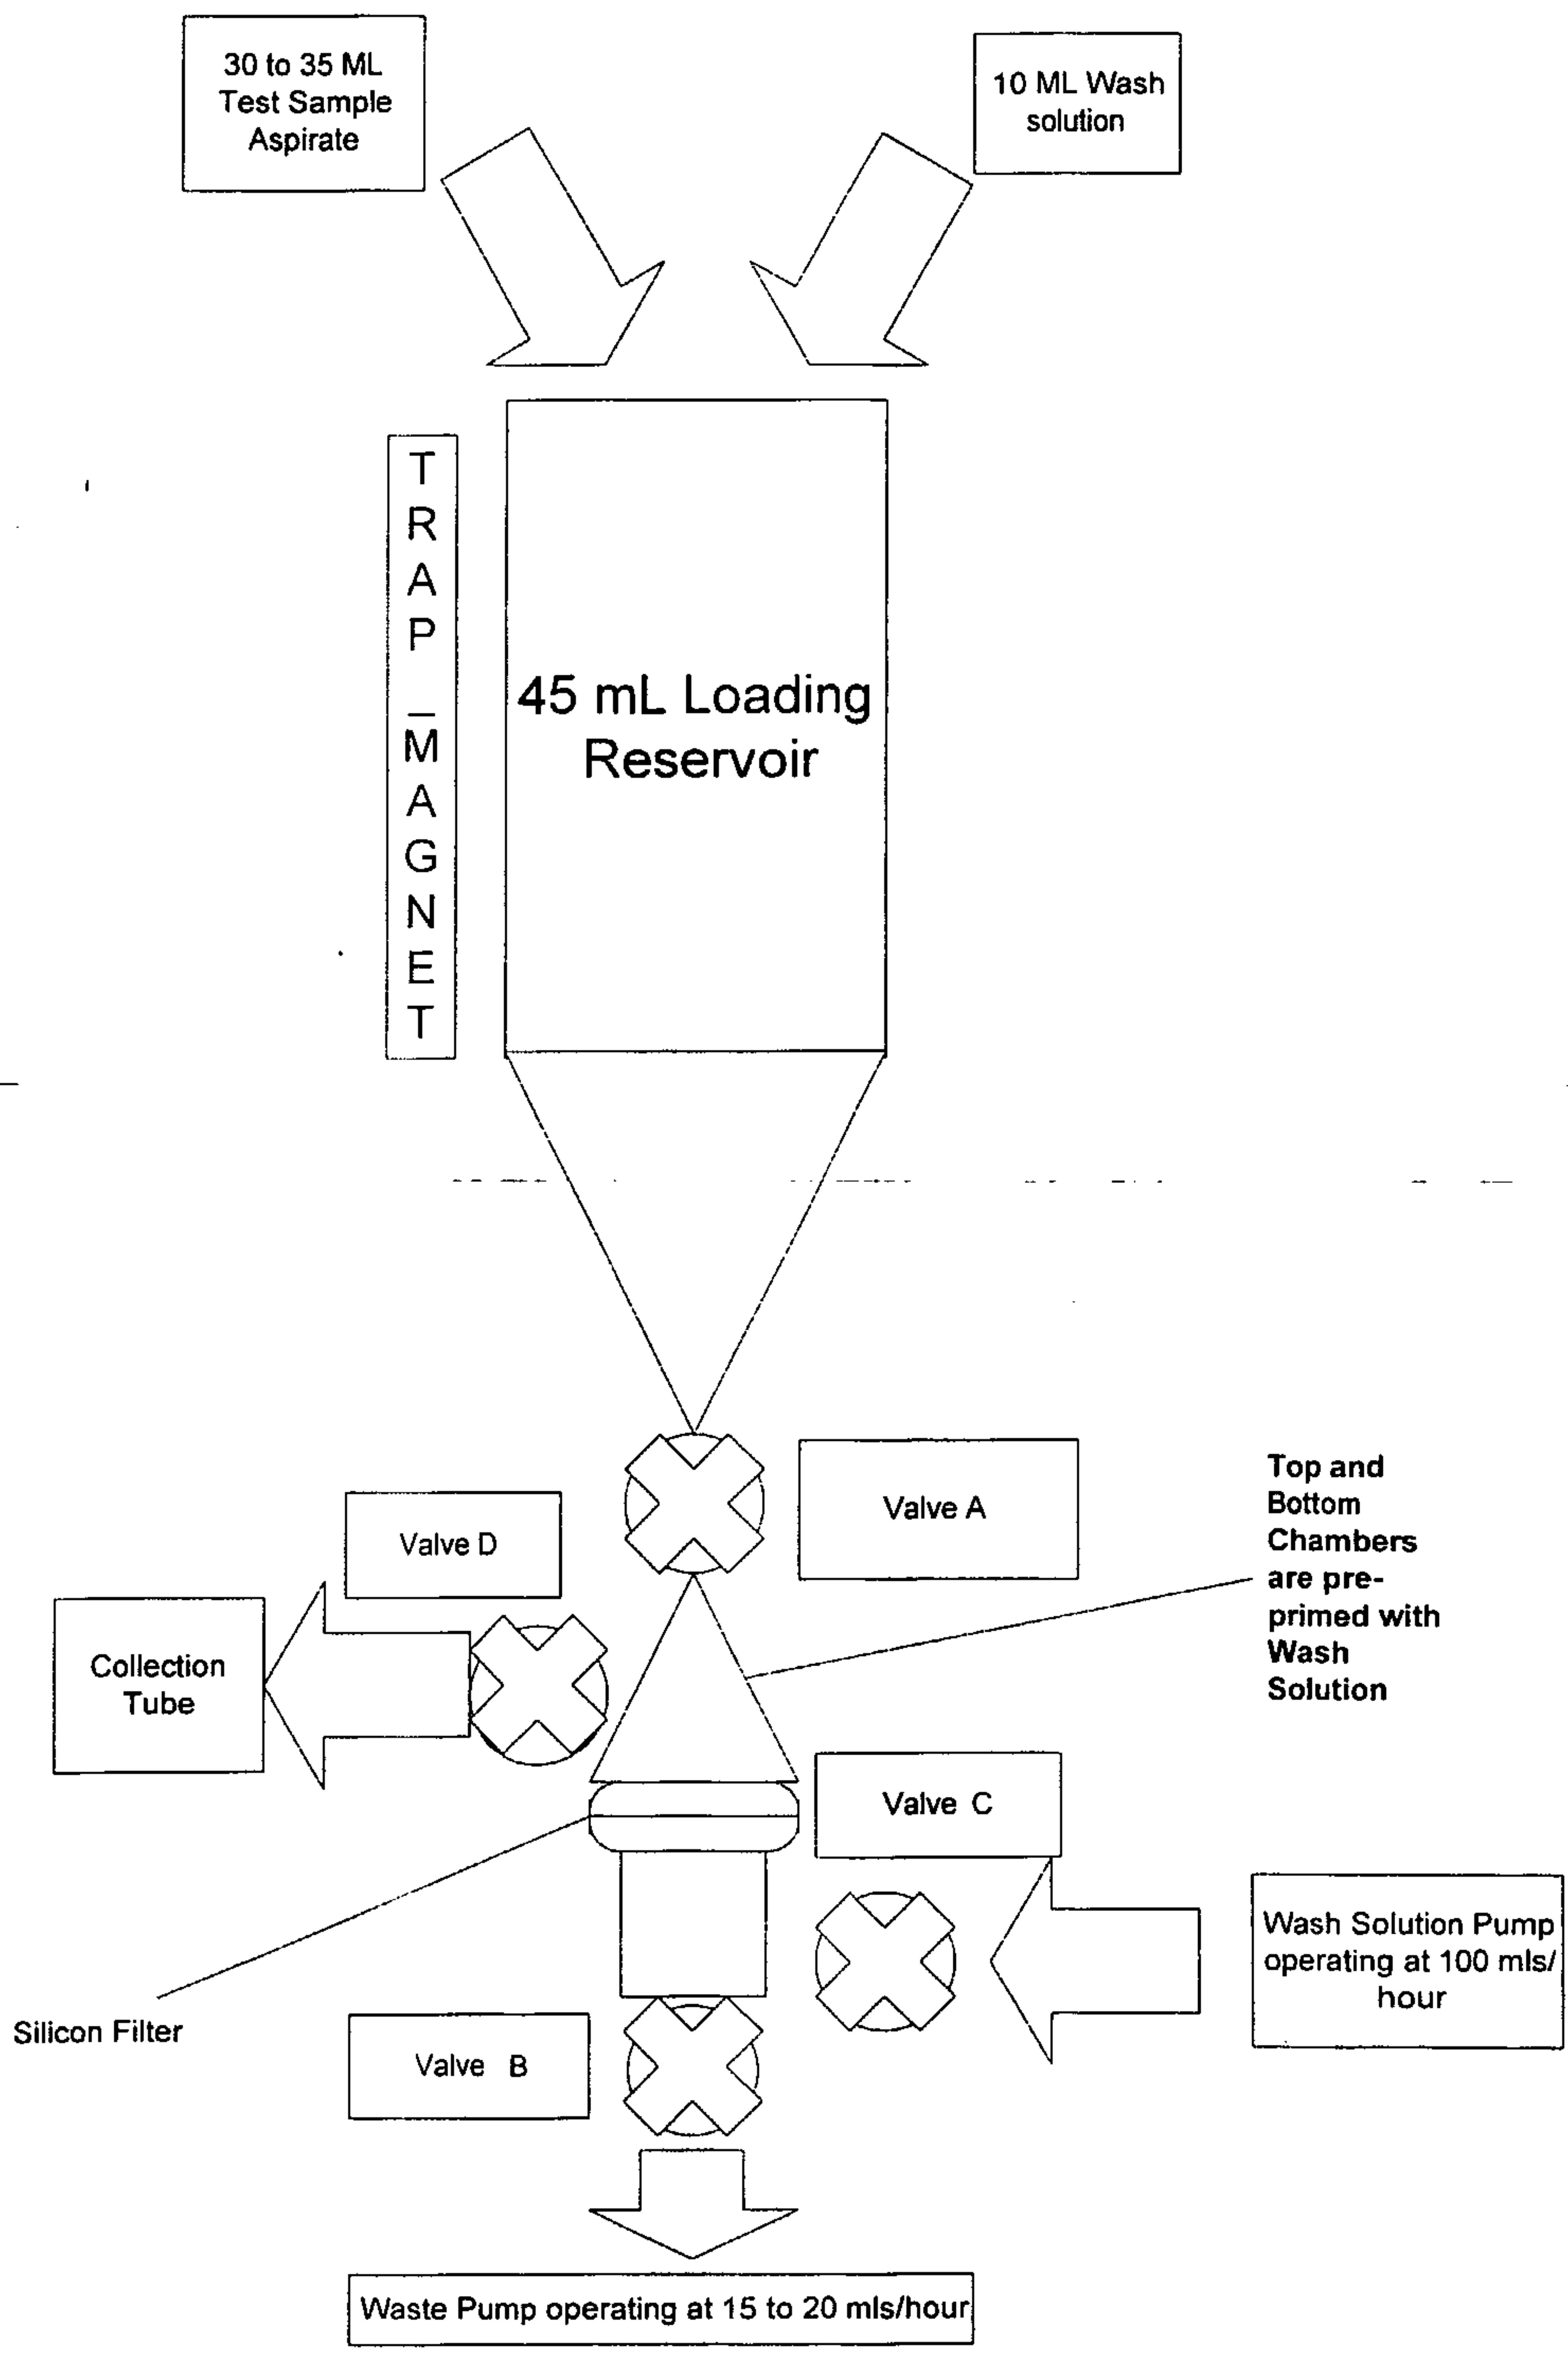 30 to 35 ML
Test Sample
Aspirate
10 ML Wash
solution
T
R
A
P
_
M
A
G
N
E
T
45 mL Loading
Reservoir
Valve A
Valve D
Top and
Bottom
Chambers
are pre-
primed with
Wash
Solution
Collection
Tube
Valve C
Wash Solution Pump
operating at 100 mls/
hour
Silicon Filter
Valve B
Waste Pump operating at 15 to 20 mls/hour